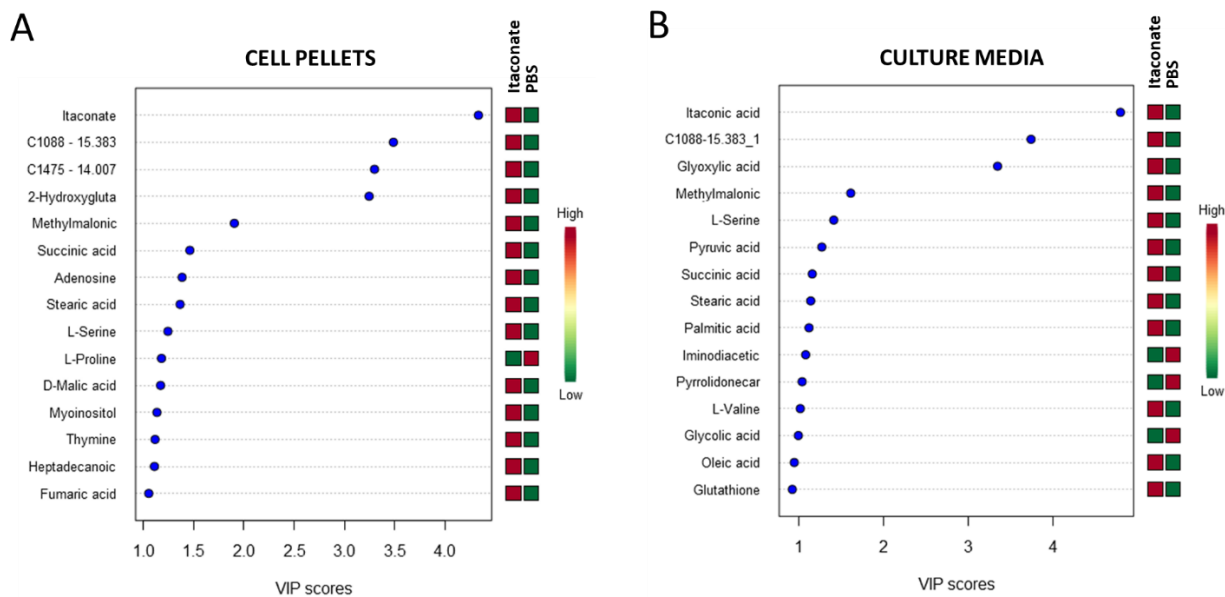 A
CELL PELLETS
Itaconate
PBS
Itaconate
C1088 - 15.383
C1475 - 14.007
2-Hydroxygluta
Methylmalonic
Succinic acid
Adenosine
Stearic acid
L-Serine
L-Proline
D-Malic acid
Myoinositol
Thymine
Heptadecanoic
Fumaric acid
High
Low
1.0 1.5 2.0 2.5 3.0 3.5 4.0
VIP scores
B
CULTURE MEDIA
Itaconate
PBS
Itaconic acid
C1088-15.383_1
Glyoxylic acid
Methylmalonic
L-Serine
Pyruvic acid
Succinic acid
Stearic acid
Palmitic acid
Iminodiacetic
Pyrrolidonecar
L-Valine
Glycolic acid
Oleic acid
Glutathione
High
Low
1 2 3 4
VIP scores